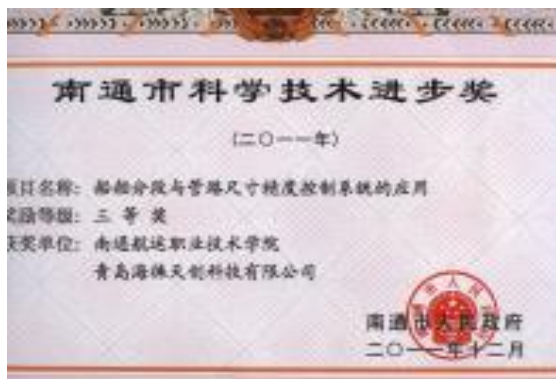 南通市科学技术进步奖
(二〇一一年)
项目名称：船舶分段与管路尺寸精度控制系统的应用
奖励等级：三等奖
获奖单位：南通航运职业技术学院
青岛海徕天创科技有限公司
南通市人民政府
二〇一一年十二月